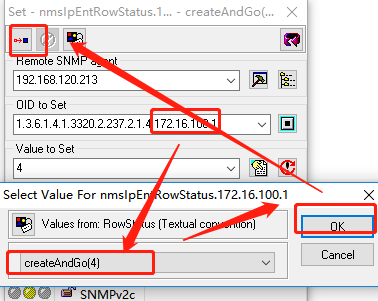 Set - nmsIpEntRowStatus.1... - createAndGo(...
Remote SNMP agent
192.168.120.213
OID to Set
1.3.6.1.4.1.3320.2.237.2.1.4.172.16.100.1
Value to Set
4
Select Value For nmsIpEntRowStatus.172.16.100.1
Values from: RowStatus (Textual convention)
OK
createAndGo(4)
Cancel
SNMPv2c